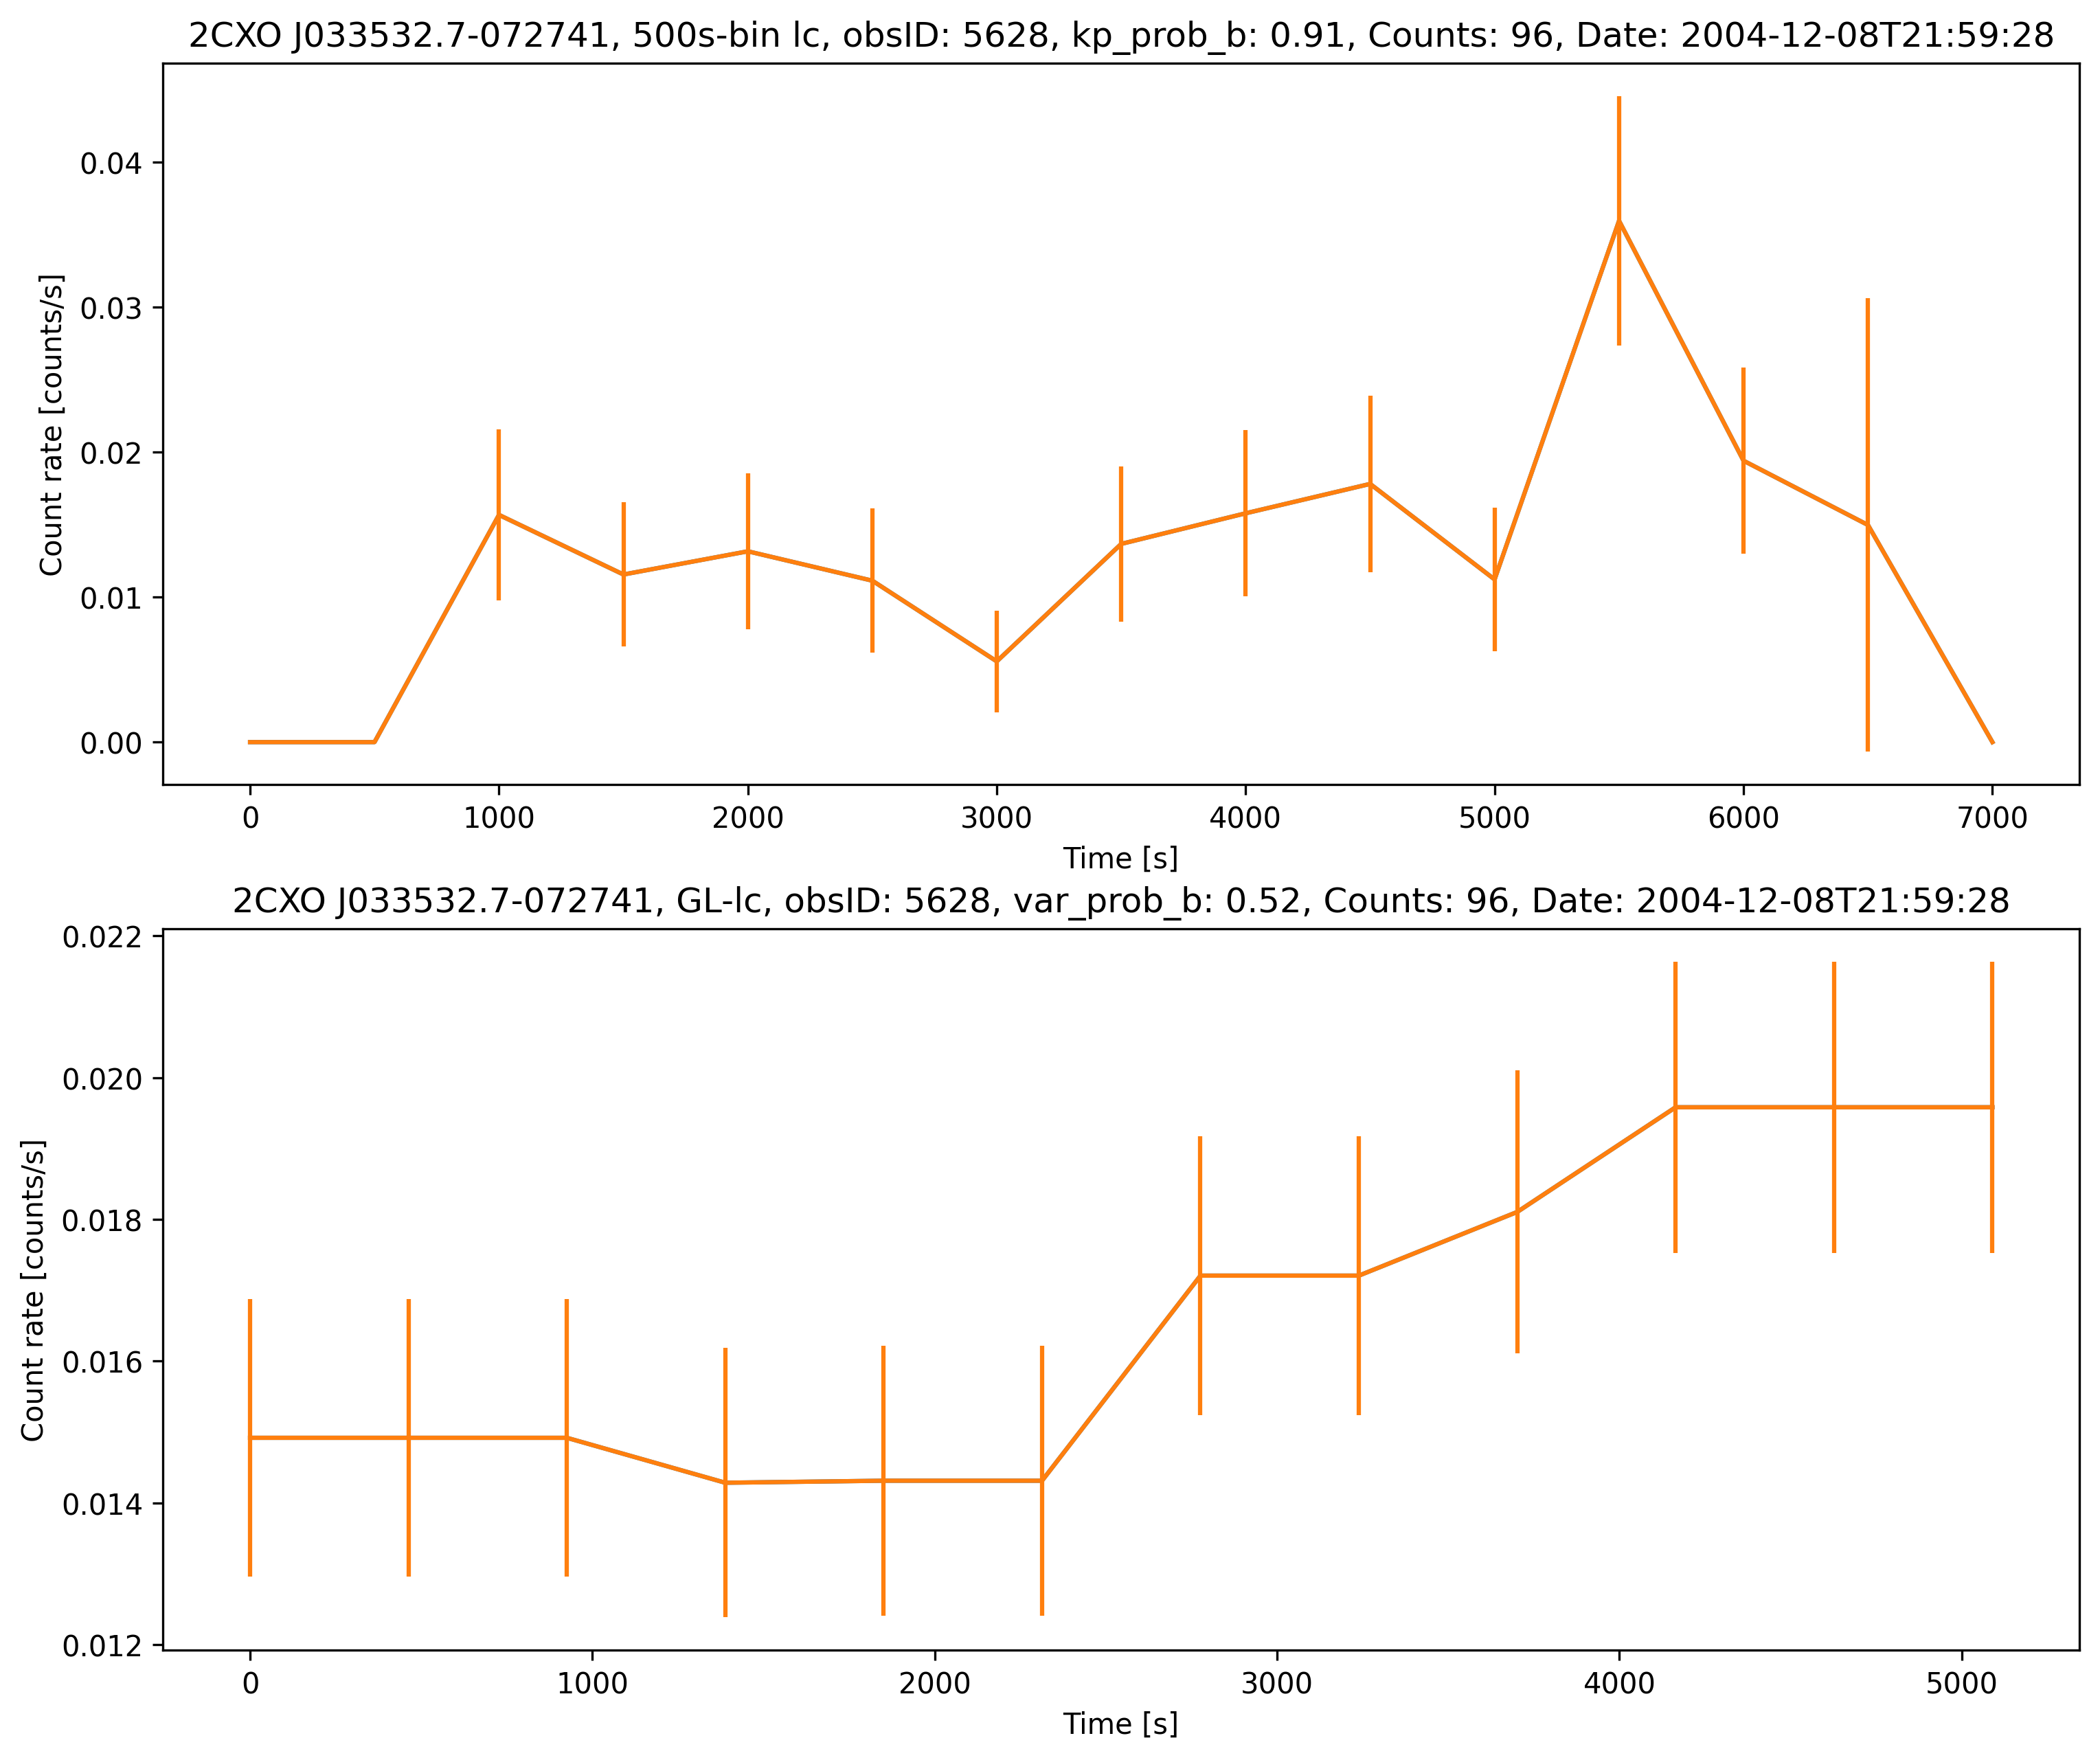 2CXO J033532.7-072741, 500s-bin lc, obsID: 5628, kp_prob_b: 0.91, Counts: 96, Date: 2004-12-08T21:59:28
Count rate [counts/s]
0.04
0.03
0.02
0.01
0.00
0 1000 2000 3000 4000 5000 6000 7000
Time [s]
2CXO J033532.7-072741, GL-lc, obsID: 5628, var_prob_b: 0.52, Counts: 96, Date: 2004-12-08T21:59:28
Count rate [counts/s]
0.022
0.020
0.018
0.016
0.014
0.012
0 1000 2000 3000 4000 5000
Time [s]